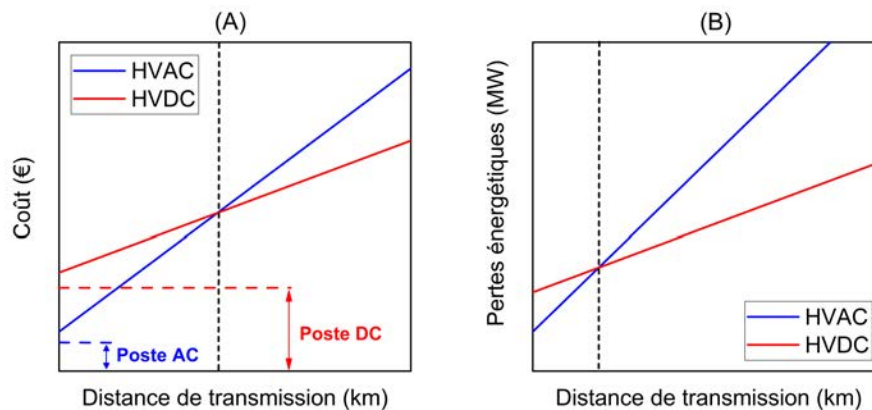 (A)
HVAC
HVDC
Coût (€)
Poste DC
Poste AC
Distance de transmission (km)
(B)
Pertes énergétiques (MW)
HVAC
HVDC
Distance de transmission (km)